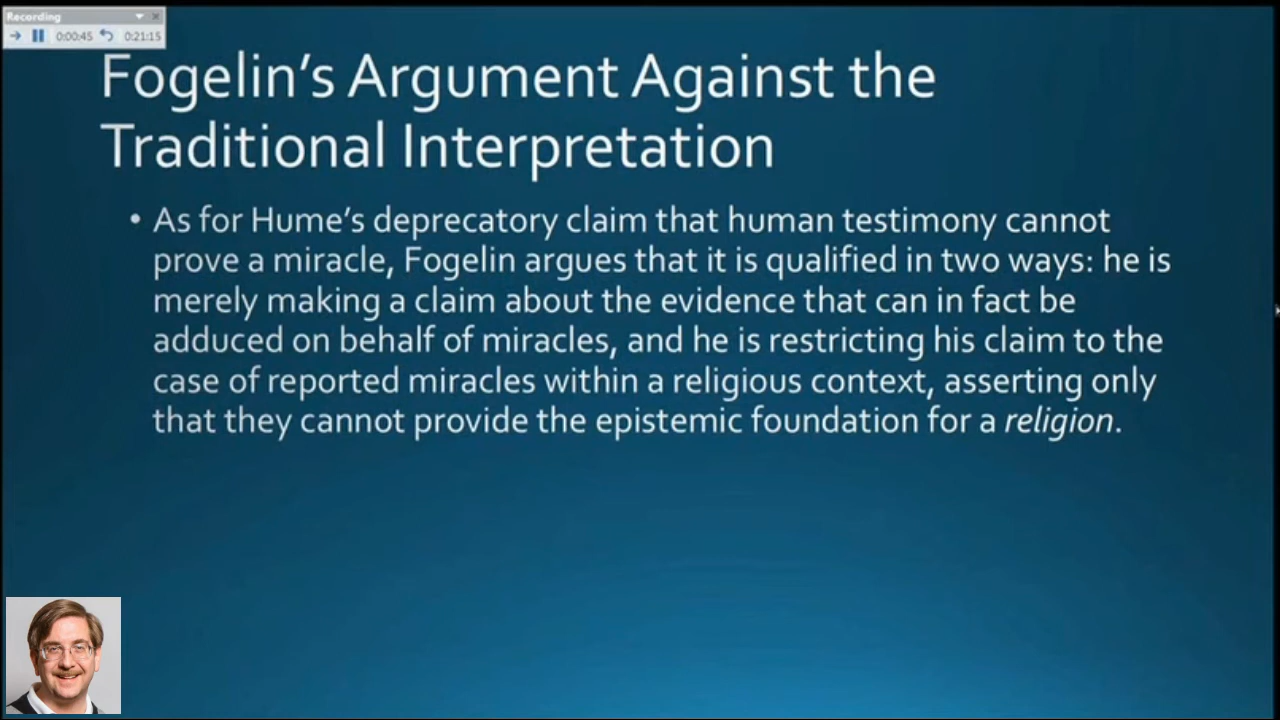 Recording
0:00:45 0:21:15
Fogelin's Argument Against the
Traditional Interpretation
• As for Hume's deprecatory claim that human testimony cannot
prove a miracle, Fogelin argues that it is qualified in two ways: he is
merely making a claim about the evidence that can in fact be
adduced on behalf of miracles, and he is restricting his claim to the
case of reported miracles within a religious context, asserting only
that they cannot provide the epistemic foundation for a religion.